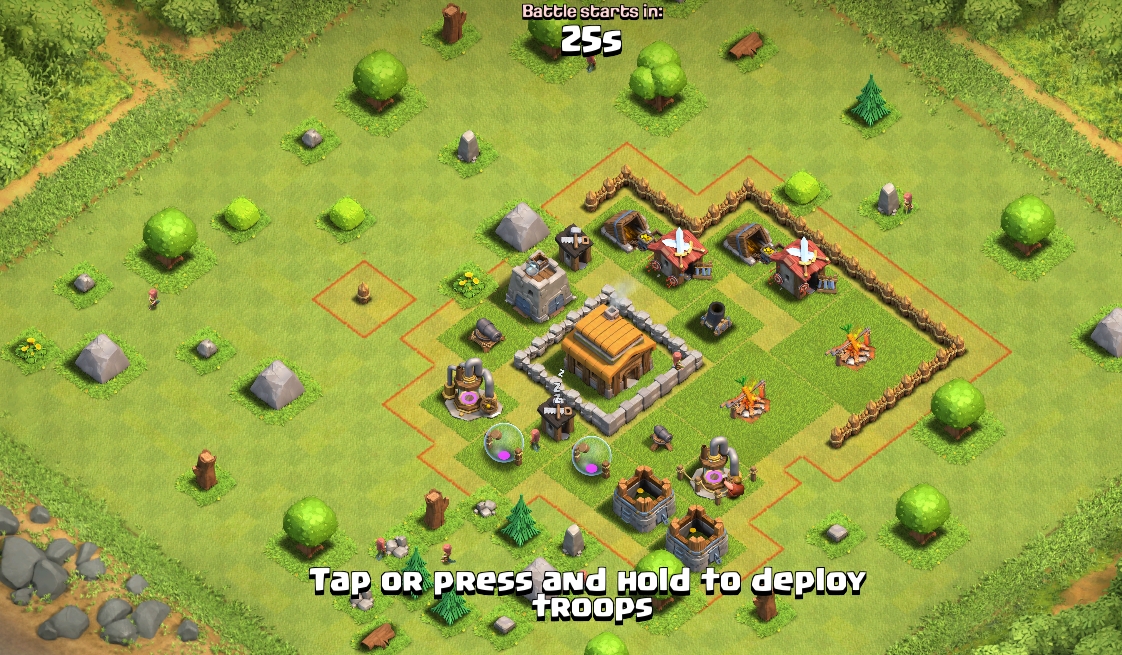 Battle starts in:
25s
z
z
z
Tap or press and hold to deploy
troops